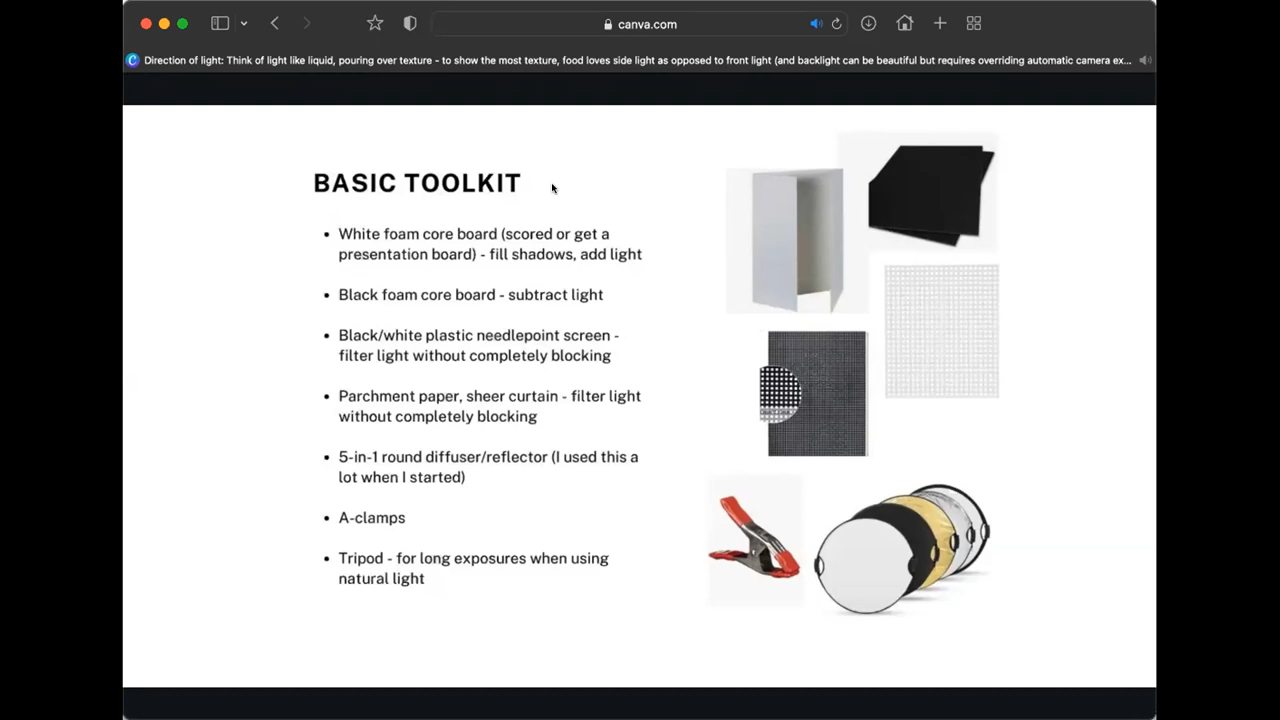 canva.com
Direction of light: Think of light like liquid, pouring over texture - to show the most texture, food loves side light as opposed to front light (and backlight can be beautiful but requires overriding automatic camera ex...
BASIC TOOLKIT
• White foam core board (scored or get a
presentation board) - fill shadows, add light
• Black foam core board - subtract light
• Black/white plastic needlepoint screen -
filter light without completely blocking
• Parchment paper, sheer curtain - filter light
without completely blocking
• 5-in-1 round diffuser/reflector (I used this a
lot when I started)
• A-clamps
• Tripod - for long exposures when using
natural light